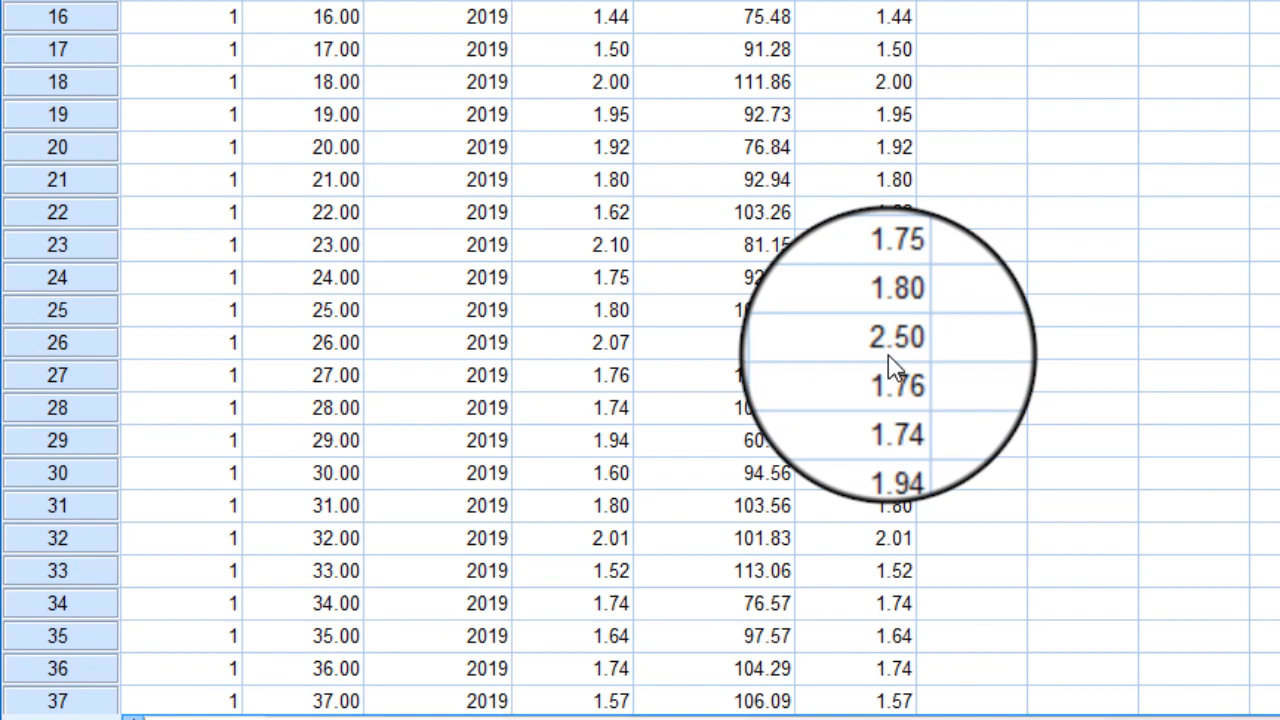 16 1 16.00 2019 1.44 75.48 1.44
17 1 17.00 2019 1.50 91.28 1.50
18 1 18.00 2019 2.00 111.86 2.00
19 1 19.00 2019 1.95 92.73 1.95
20 1 20.00 2019 1.92 76.84 1.92
21 1 21.00 2019 1.80 92.94 1.80
22 1 22.00 2019 1.62 103.26
23 1 23.00 2019 2.10 81.15
24 1 24.00 2019 1.75 1.75
25 1 25.00 2019 1.80 1.80
26 1 26.00 2019 2.07 2.50
27 1 27.00 2019 1.76 1.76
28 1 28.00 2019 1.74 1.74
29 1 29.00 2019 1.94 1.94
30 1 30.00 2019 1.60 94.56
31 1 31.00 2019 1.80 103.56 1.80
32 1 32.00 2019 2.01 101.83 2.01
33 1 33.00 2019 1.52 113.06 1.52
34 1 34.00 2019 1.74 76.57 1.74
35 1 35.00 2019 1.64 97.57 1.64
36 1 36.00 2019 1.74 104.29 1.74
37 1 37.00 2019 1.57 106.09 1.57